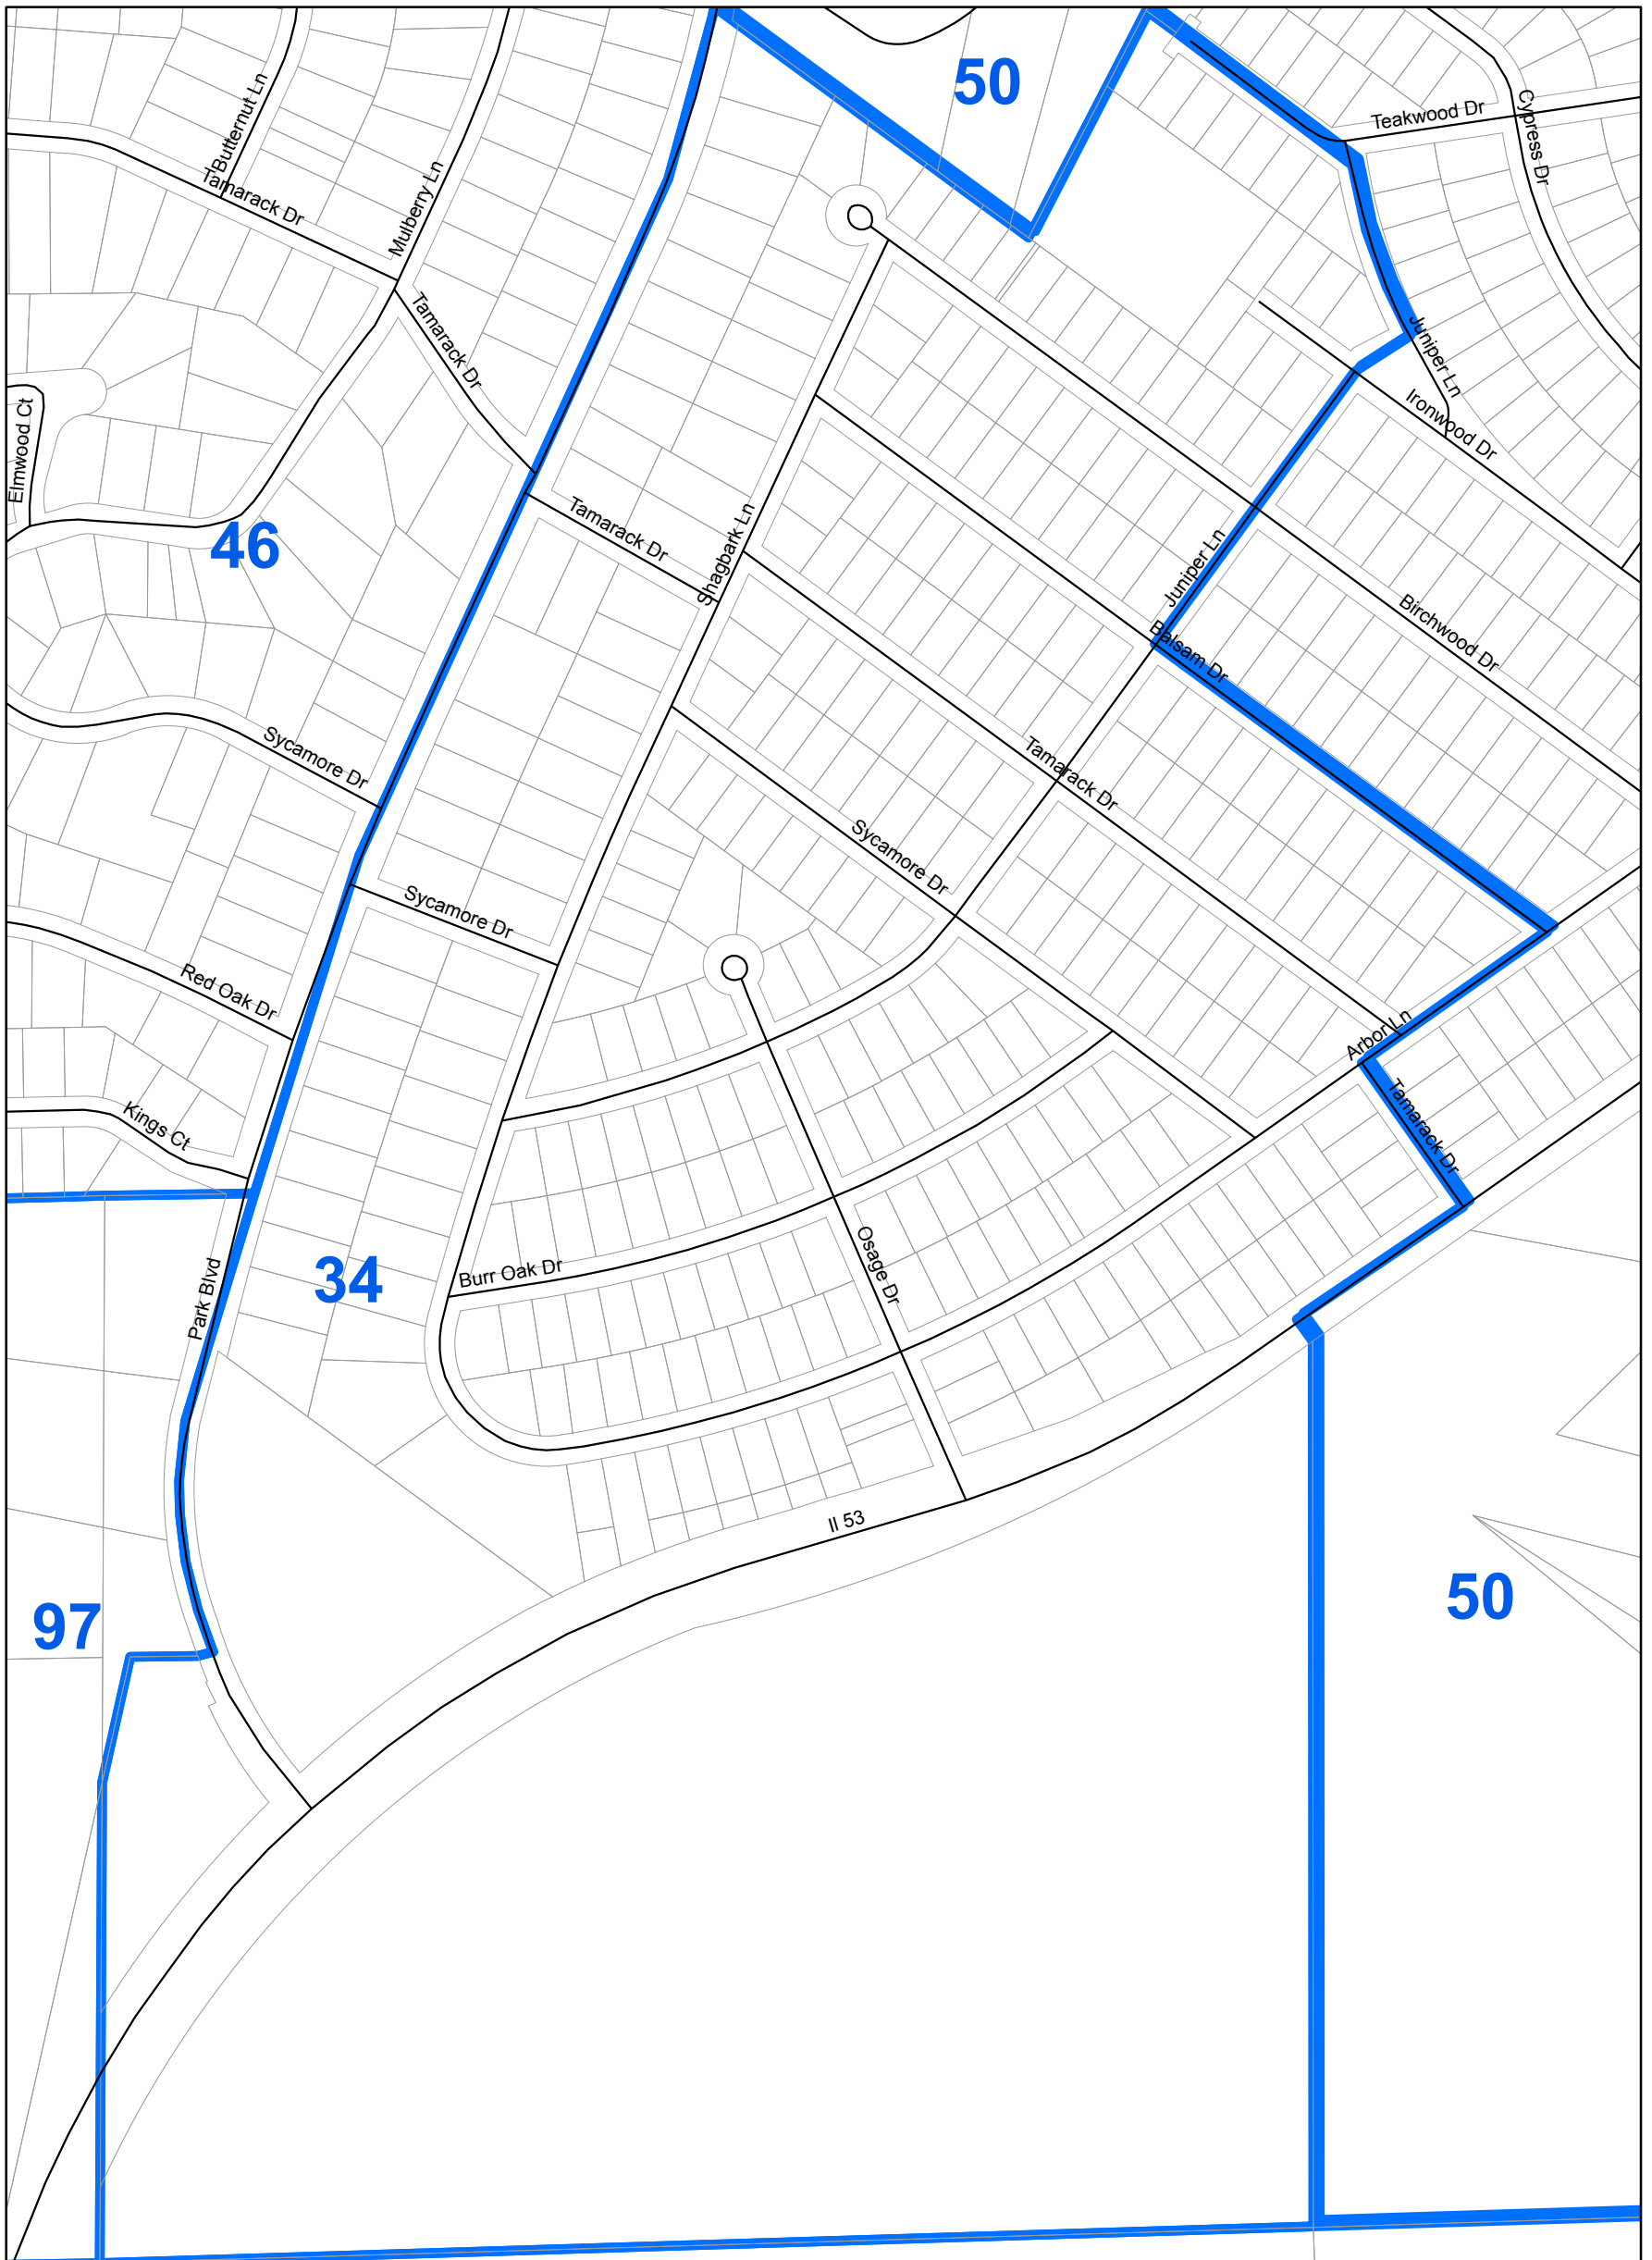 50
Teakwood Dr
Cypress Dr
Butternut Ln
Tamarack Dr
Mulberry Ln
Tamarack Dr
Juniper Ln
Ironwood Dr
Elmwood Ct
46
Tamarack Dr
Shagbark Ln
Juniper Ln
Birchwood Dr
Balsam Dr
Sycamore Dr
Tamarack Dr
Sycamore Dr
Sycamore Dr
Red Oak Dr
Arbor Ln
Kings Ct
Tamarack Dr
34
Park Blvd
Burr Oak Dr
Osage Dr
Il 53
97
50